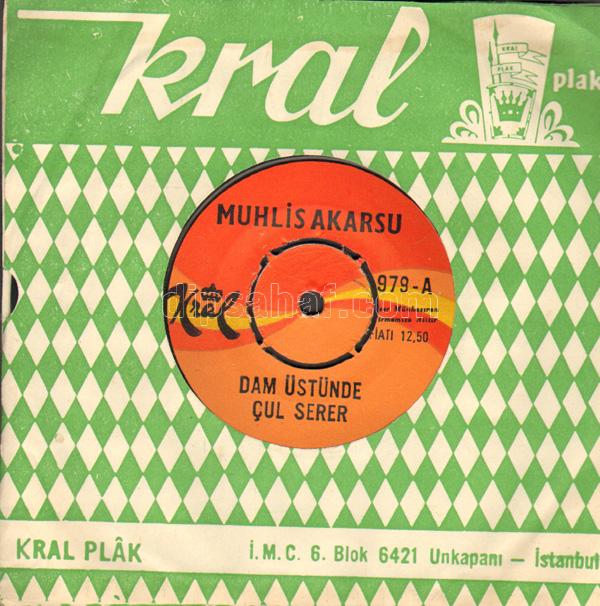 kral
KRAL
PLAK
plak
MUHLİS AKARSU
Kral
979-A
FİATI 12,50
DAM ÜSTÜNDE
ÇUL SERER
KRAL PLÂK
İ.M.C. 6. Blok 6421 Unkapanı — İstanbul